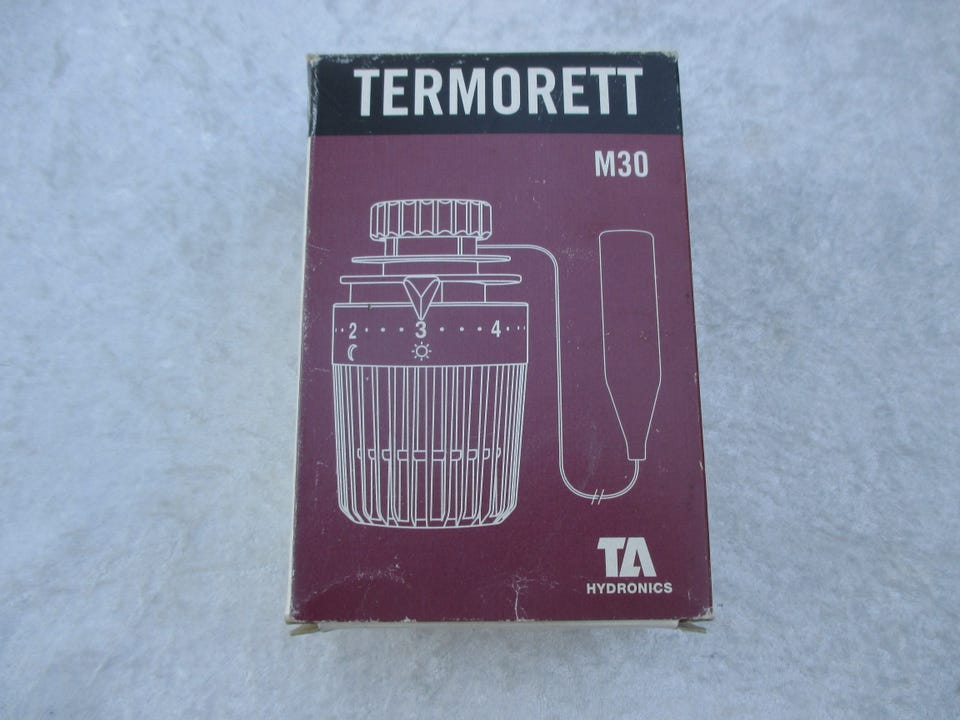 TERMORETT
M30
2 3 4
TA
HYDRONICS